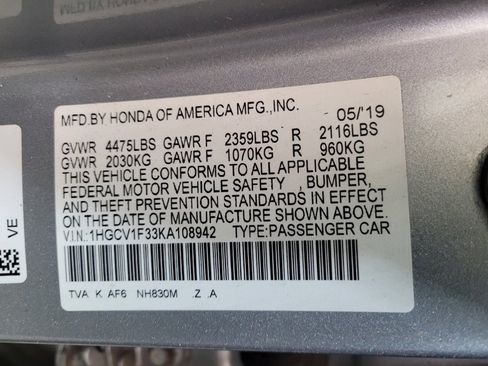 MFD.BY HONDA OF AMERICA MFG.,INC. 05/'19
GVWR 4475LBS GAWR F 2359LBS R 2116LBS
GVWR 2030KG GAWR F 1070KG R 960KG
THIS VEHICLE CONFORMS TO ALL APPLICABLE
FEDERAL MOTOR VEHICLE SAFETY , BUMPER,
AND THEFT PREVENTION STANDARDS IN EFFECT
ON THE DATE OF MANUFACTURE SHOWN ABOVE.
V.I.N.:1HGCV1F33KA108942 TYPE:PASSENGER CAR
TVA K AF6 NH830M .Z .A
VE